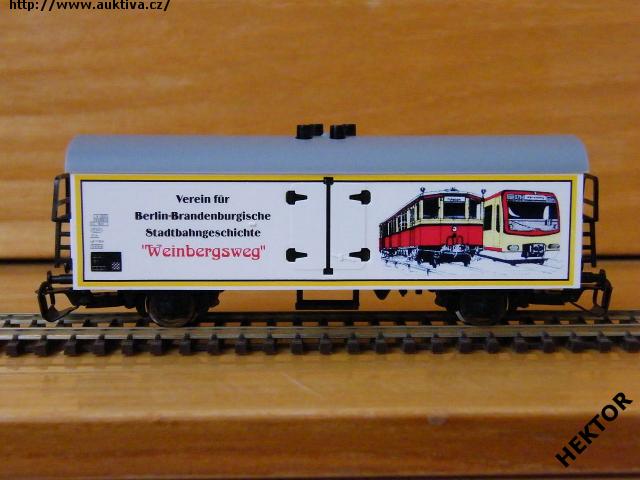 http://www.auktiva.cz/
Verein für
Berlin-Brandenburgische
Stadtbahngeschichte
"Weinbergsweg"
HEKTOR